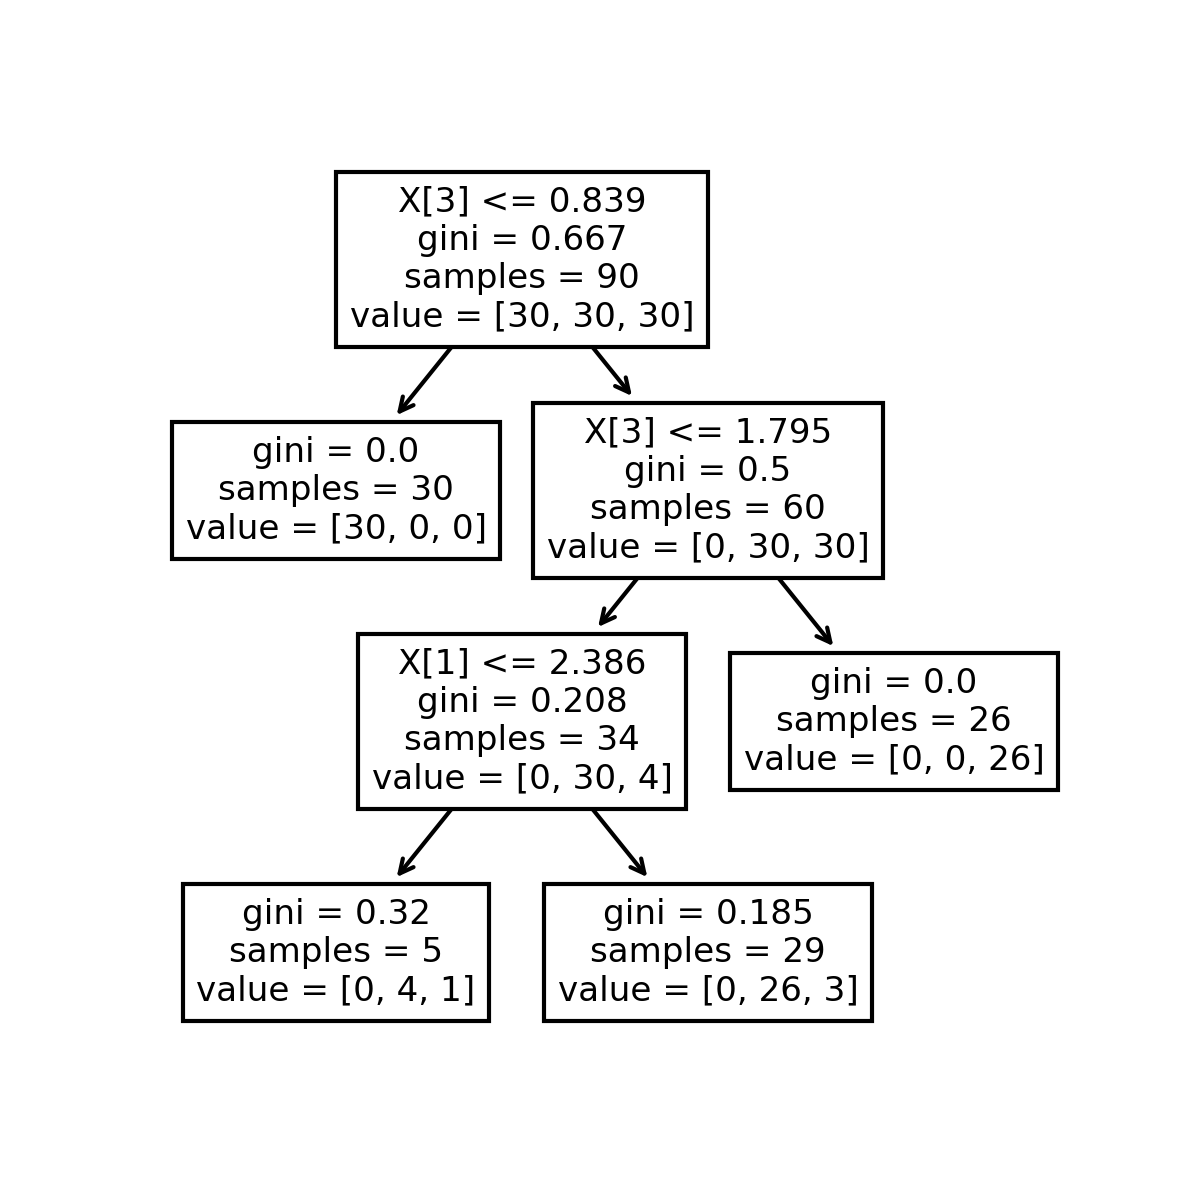 X[3] <= 0.839
gini = 0.667
samples = 90
value = [30, 30, 30]
gini = 0.0
samples = 30
value = [30, 0, 0]
X[3] <= 1.795
gini = 0.5
samples = 60
value = [0, 30, 30]
X[1] <= 2.386
gini = 0.208
samples = 34
value = [0, 30, 4]
gini = 0.0
samples = 26
value = [0, 0, 26]
gini = 0.32
samples = 5
value = [0, 4, 1]
gini = 0.185
samples = 29
value = [0, 26, 3]